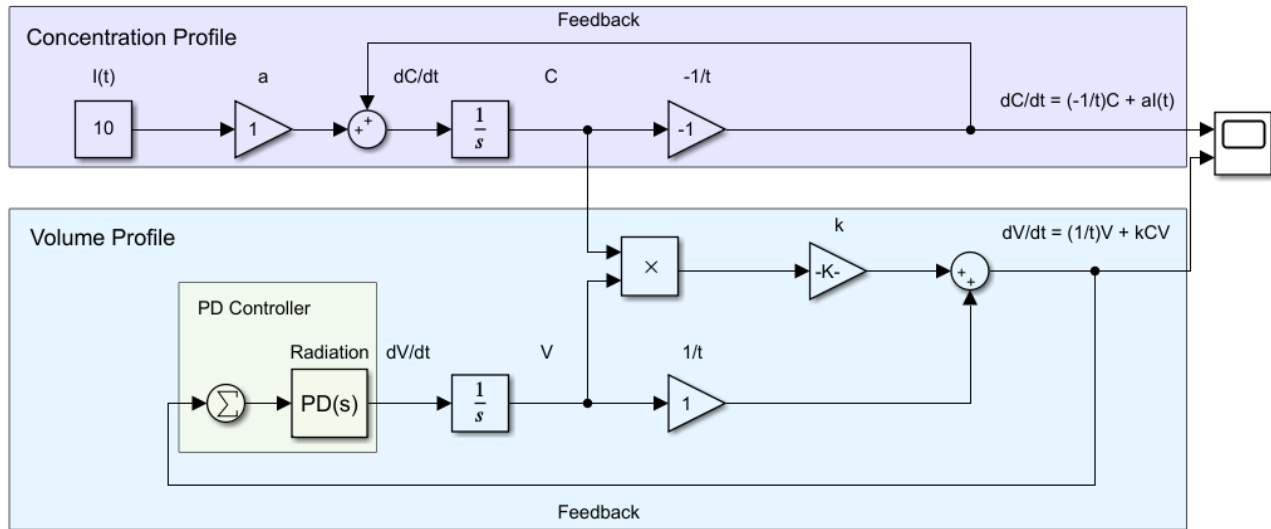 Feedback
Concentration Profile
I(t)
a
dC/dt
C
-1/t
dC/dt = (-1/t)C + aI(t)
10
1
+
+
1
s
-1
Volume Profile
k
dV/dt = (1/t)V + kCV
×
-K-
+
+
PD Controller
Radiation
dV/dt
V
1/t
Σ
PD(s)
1
s
1
Feedback